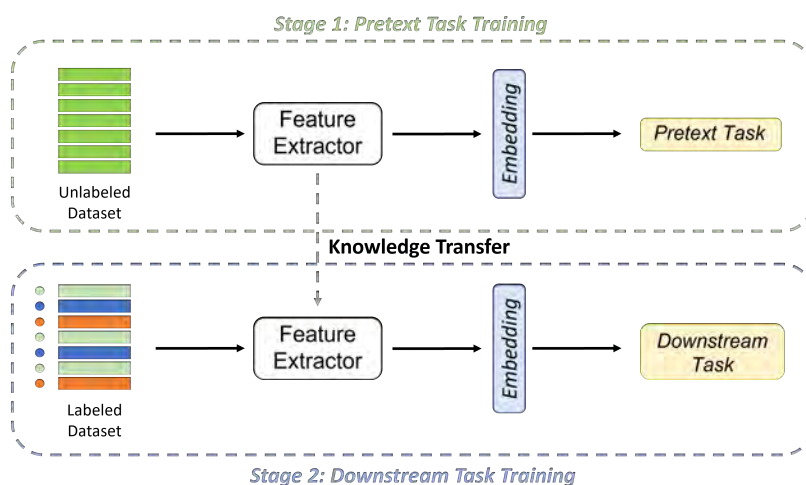 Stage 1: Pretext Task Training
Feature
Extractor
Embedding
Pretext Task
Unlabeled
Dataset
Knowledge Transfer
Feature
Extractor
Embedding
Downstream
Task
Labeled
Dataset
Stage 2: Downstream Task Training